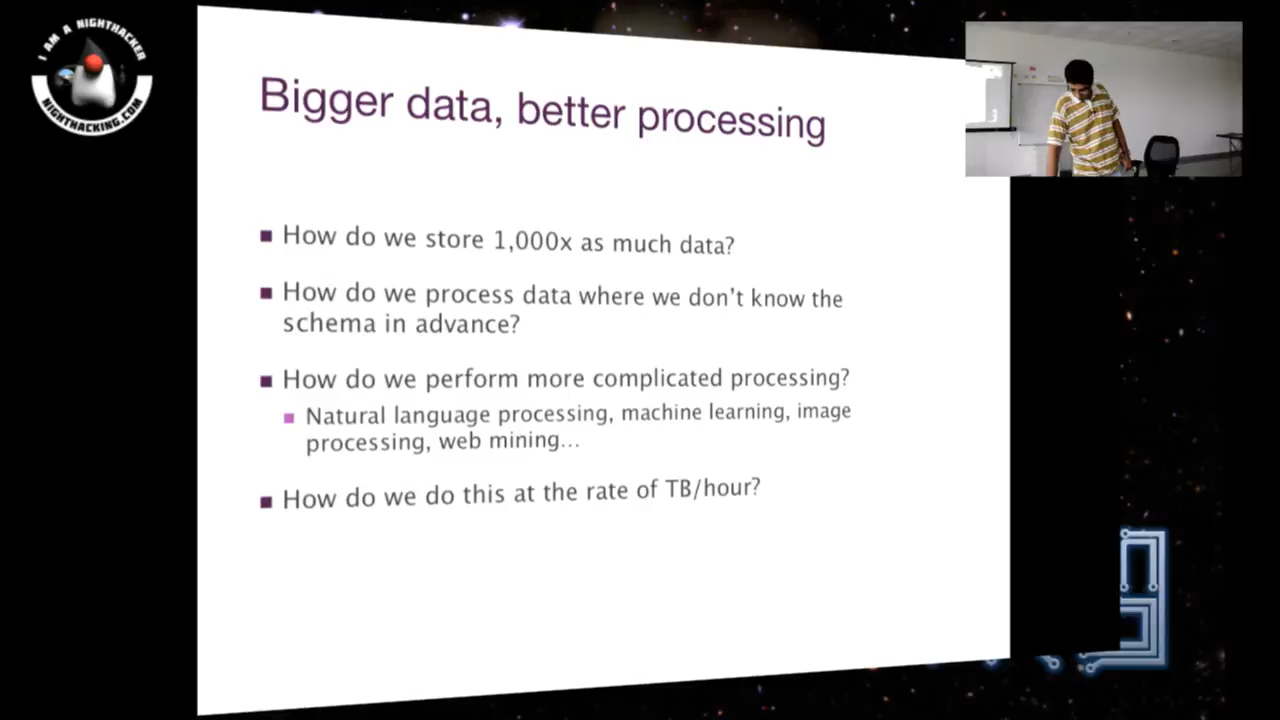 I AM A NIGHTHACKER
NIGHTHACKING.COM
Bigger data, better processing
How do we store 1,000x as much data?
How do we process data where we don't know the
schema in advance?
How do we perform more complicated processing?
Natural language processing, machine learning, image
processing, web mining...
How do we do this at the rate of TB/hour?
g